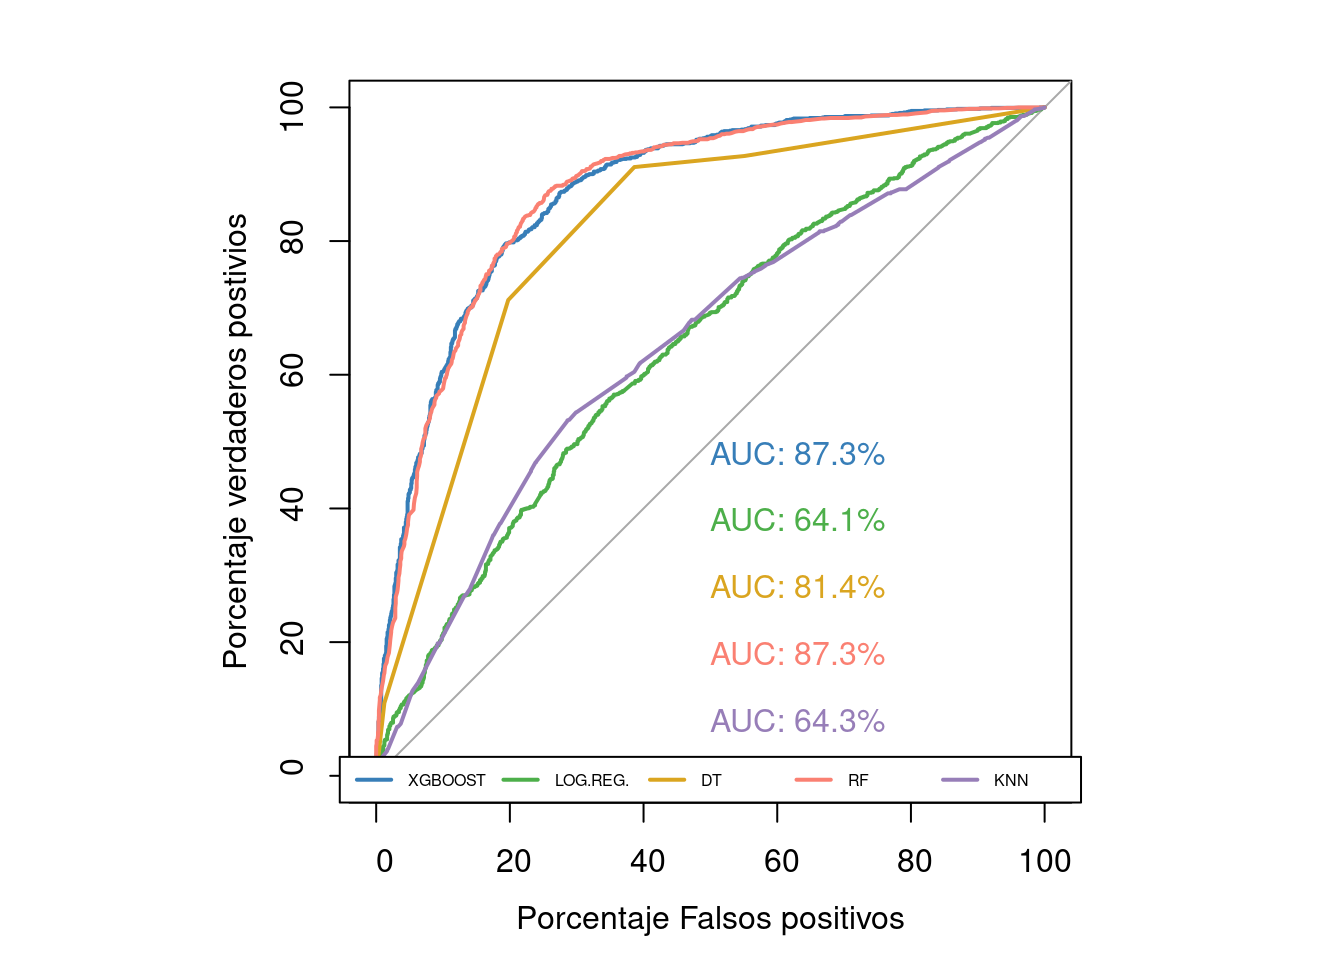 Porcentaje verdaderos postivios
100
80
60
40
20
0
AUC: 87.3%
AUC: 64.1%
AUC: 81.4%
AUC: 87.3%
AUC: 64.3%
XGBOOST LOG.REG. DT RF KNN
0 20 40 60 80 100
Porcentaje Falsos positivos